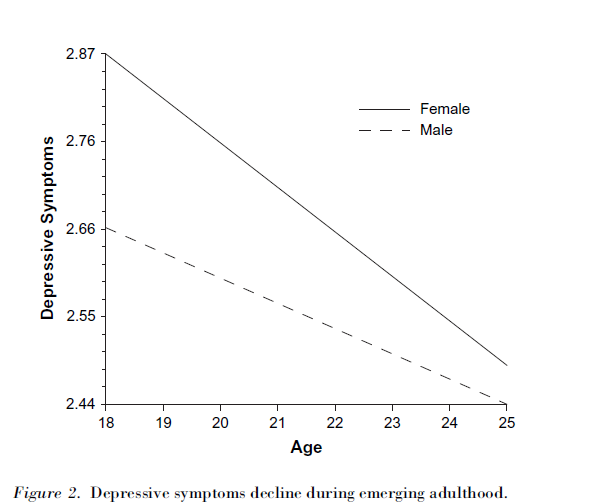 2.87
2.76
2.66
2.55
2.44
Depressive Symptoms
Female
Male
18 19 20 21 22 23 24 25
Age
Figure 2. Depressive symptoms decline during emerging adulthood.